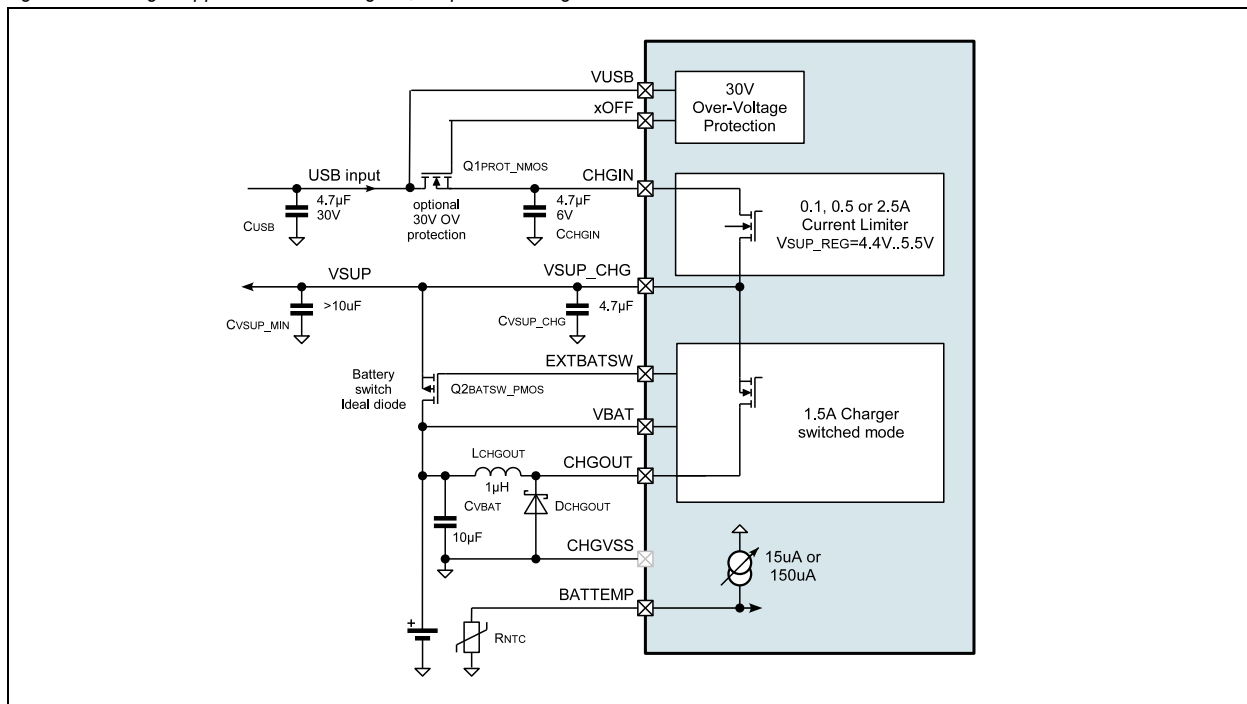 VUSB
xOFF
30V
Over-Voltage
Protection
Q1PROT_NMOS
USB input
CHGIN
4.7µF
30V
CUSB
optional
30V OV
protection
4.7µF
6V
CCHGIN
0.1, 0.5 or 2.5A
Current Limiter
VSUP_REG=4.4V..5.5V
VSUP
VSUP_CHG
>10uF
CVSUP_MIN
4.7µF
CVSUP_CHG
EXTBATSW
Battery
switch
Ideal diode
Q2BATSW_PMOS
VBAT
1.5A Charger
switched mode
LCHGOUT
CHGOUT
1µH
CVBAT
DCHGOUT
10µF
CHGVSS
15uA or
150uA
BATTEMP
+
RNTC